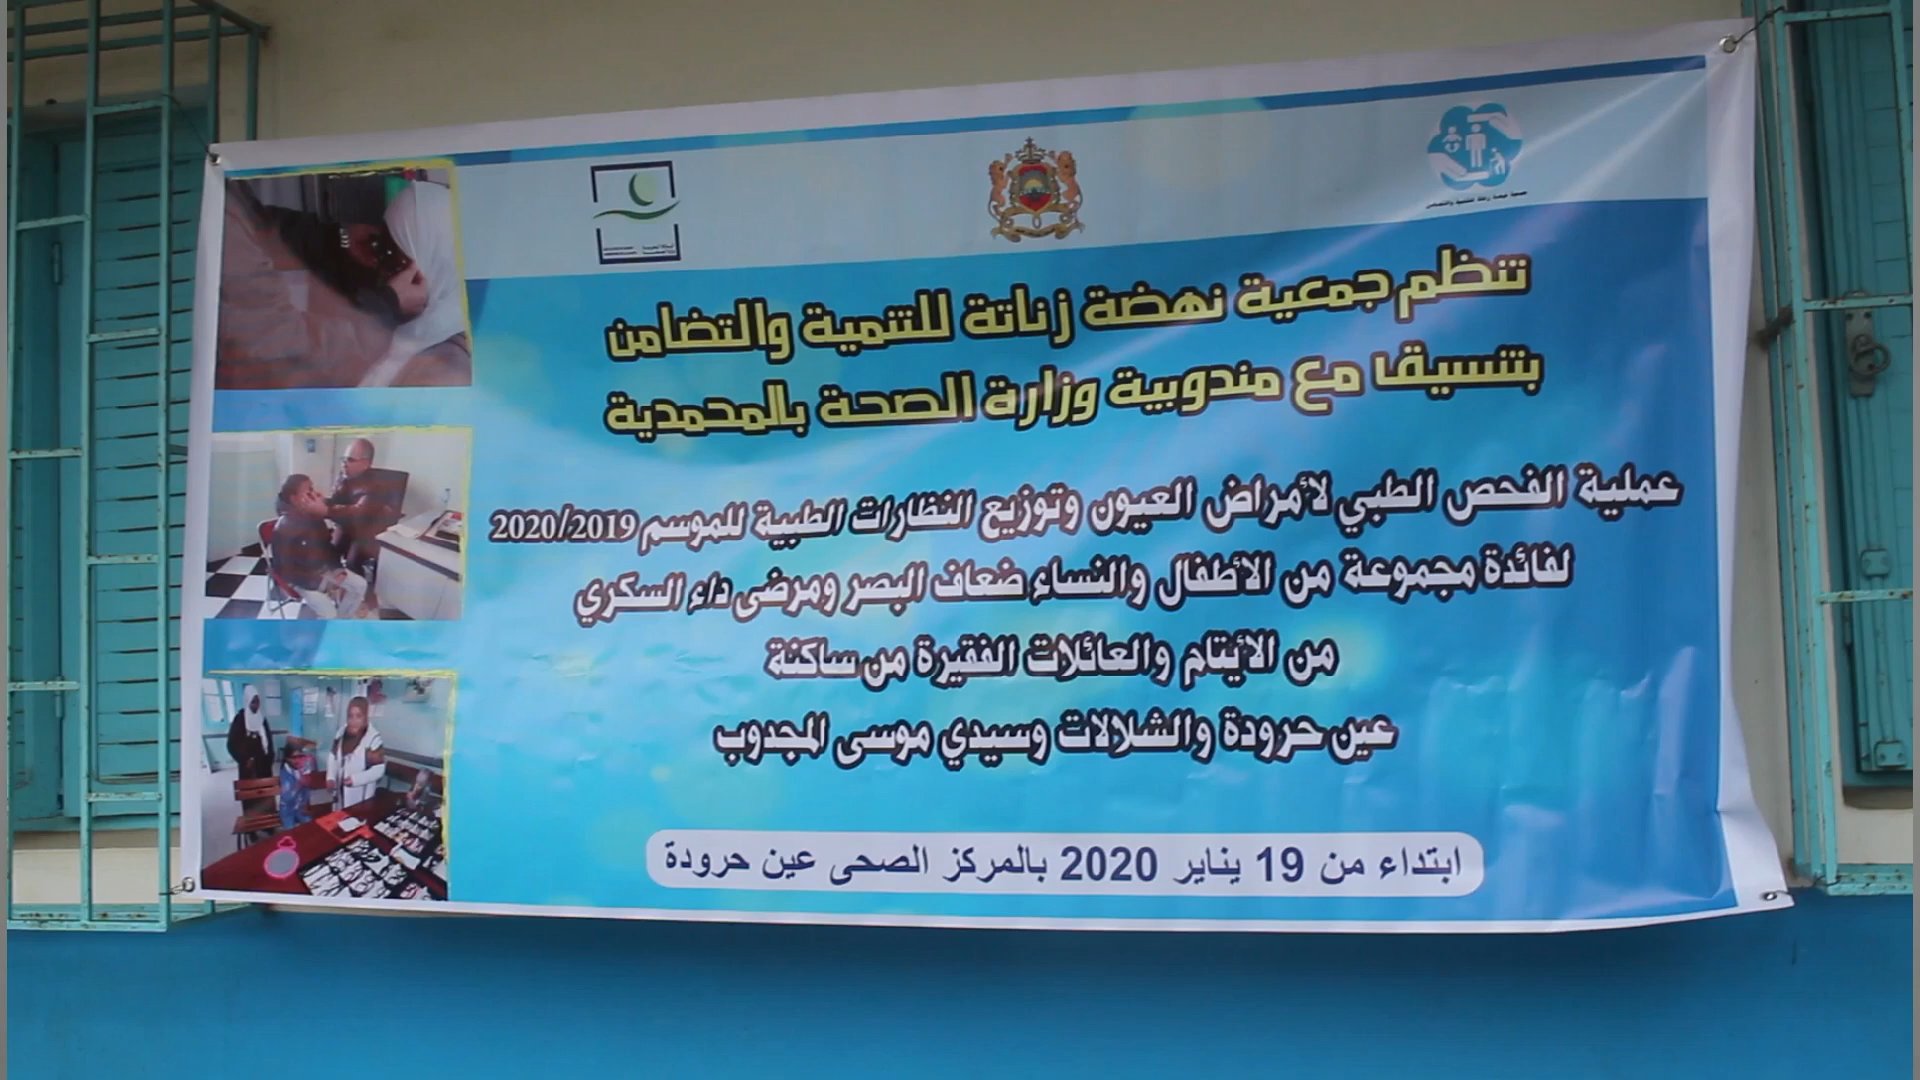 تنظم جمعية نهضة زناتة للتنمية والتضامن
بتنسيق مع مندوبية وزارة الصحة بالمحمدية
عملية الفحص الطبي لأمراض العيون وتوزيع النظارات الطبية للموسم 2020/2019
لفائدة مجموعة من الأطفال والنساء ضعاف البصر ومرضى داء السكري
من الأيتام والعائلات الفقيرة من ساكنة
عين حرودة والشلالات وسيدي موسى المجدوب
ابتداء من 19 يناير 2020 بالمركز الصحى عين حرودة